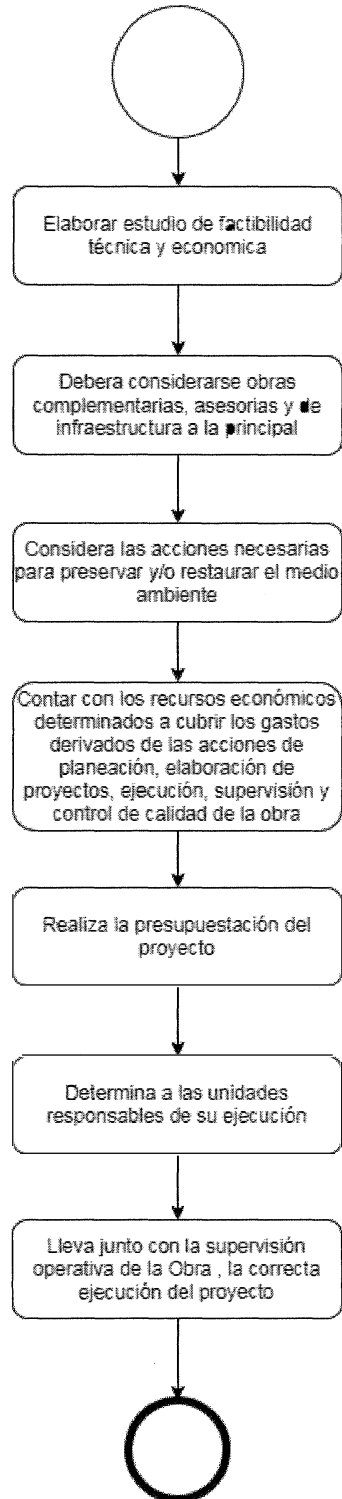 Elaborar estudio de factibilidad
técnica y economica
Debera considerarse obras
complementarias, asesorias y de
infraestructura a la principal
Considera las acciones necesarias
para preservar y/o restaurar el medio
ambiente
Contar con los recursos económicos
determinados a cubrir los gastos
derivados de las acciones de
planeación, elaboración de
proyectos, ejecución, supervisión y
control de calidad de la obra
Realiza la presupuestación del
proyecto
Determina a las unidades
responsables de su ejecución
Lleva junto con la supervisión
operativa de la Obra , la correcta
ejecución del proyecto